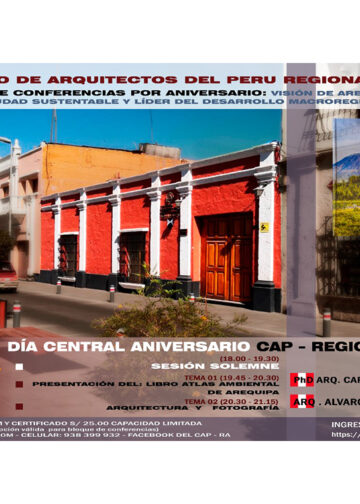 O DE ARQUITECTOS DEL PERU REGIONA
E CONFERENCIAS POR ANIVERSARIO: VISIÓN DE ARE
UDAD SUSTENTABLE Y LÍDER DEL DESARROLLO MACROREG
DÍA CENTRAL ANIVERSARIO CAP - REGIO
(18.00 - 19.30)
SESIÓN SOLEMNE
TEMA 01 (19.45 - 20.30)
PRESENTACIÓN DEL: LIBRO ATLAS AMBIENTAL
DE AREQUIPA
PhD ARQ. CAR
TEMA 02 (20.30 - 21.15)
ARQUITECTURA Y FOTOGRAFÍA
ARQ . ALVARO
M Y CERTIFICADO S/ 25.00 CAPACIDAD LIMITADA
pción válida para bloque de conferencias)
OM - CELULAR: 938 399 932 - FACEBOOK DEL CAP - RA
INGRES
https://